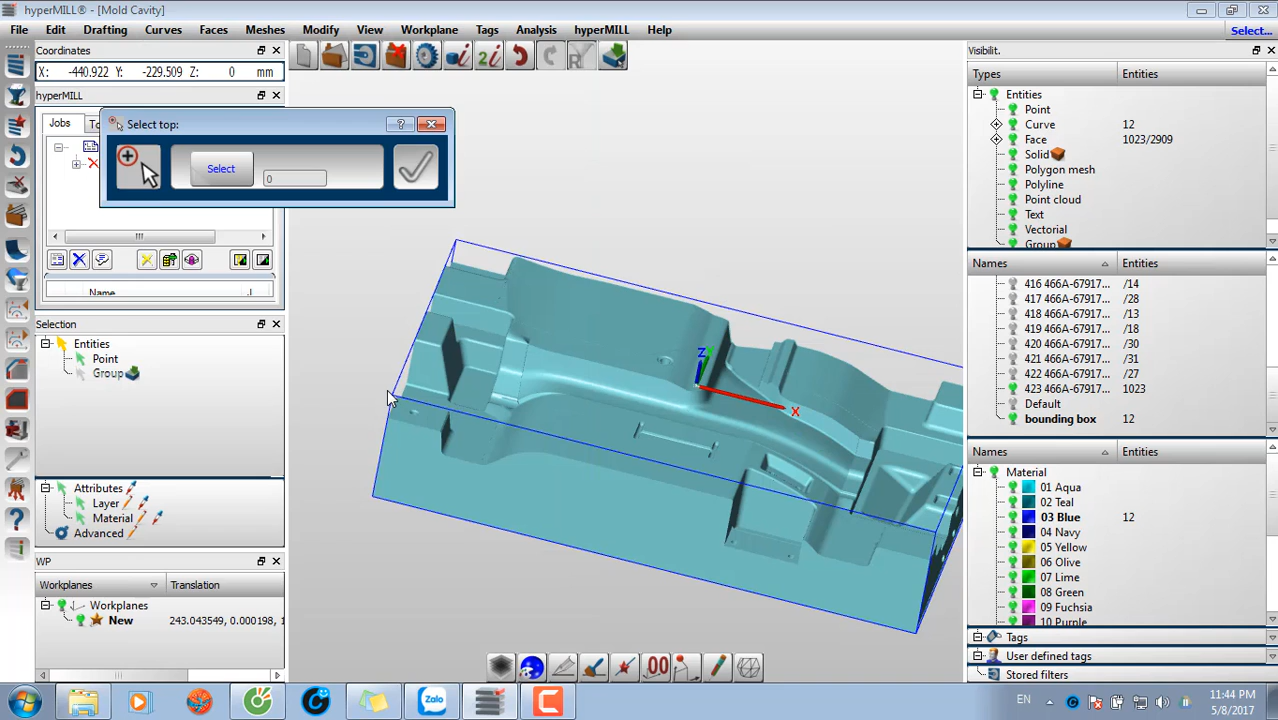 hyperMILL® - [Mold Cavity]
File Edit Drafting Curves Faces Meshes Modify View Workplane Tags Analysis hyperMILL Help
Select...
Coordinates
X: -440.922 Y: -229.509 Z: 0 mm
hyperMILL
Jobs
Select top:
Select
0
Name
Selection
Entities
Point
Group
Attributes
Layer
Material
Advanced
WP
Workplanes Translation
Workplanes
New 243.043549, 0.000198, 1
Z
X
Visibilit.
Types Entities
Entities
Point
Curve 12
Face 1023/2909
Solid
Polygon mesh
Polyline
Point cloud
Text
Vectorial
Group
Names Entities
416 466A-67917... /14
417 466A-67917... /28
418 466A-67917... /13
419 466A-67917... /28
420 466A-67917... /30
421 466A-67917... /31
422 466A-67917... /27
423 466A-67917... 1023
Default
bounding box 12
Names Entities
Material
01 Aqua
02 Teal
03 Blue 12
04 Navy
05 Yellow
06 Olive
07 Lime
08 Green
09 Fuchsia
10 Purple
Tags
User defined tags
Stored filters
Zalo
EN
11:44 PM
5/8/2017